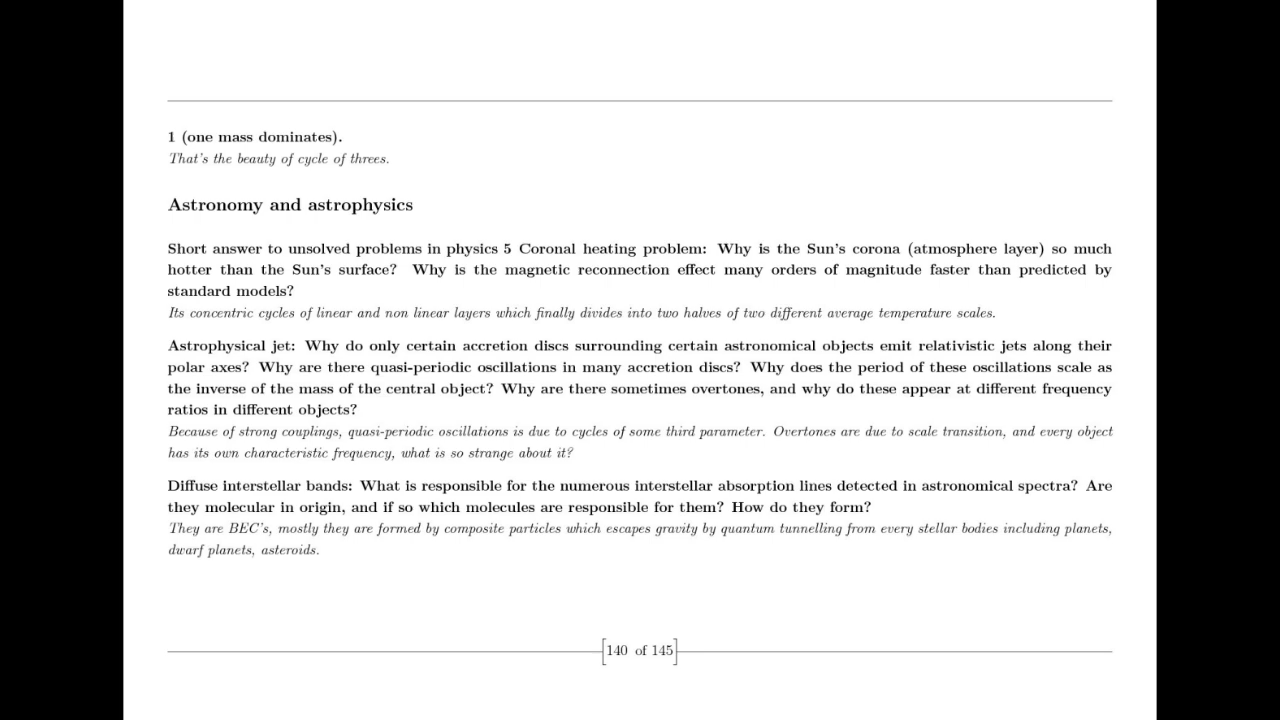 1 (one mass dominates).
That's the beauty of cycle of threes.
Astronomy and astrophysics
Short answer to unsolved problems in physics 5 Coronal heating problem: Why is the Sun's corona (atmosphere layer) so much
hotter than the Sun's surface? Why is the magnetic reconnection effect many orders of magnitude faster than predicted by
standard models?
Its concentric cycles of linear and non linear layers which finally divides into two halves of two different average temperature scales.
Astrophysical jet: Why do only certain accretion discs surrounding certain astronomical objects emit relativistic jets along their
polar axes? Why are there quasi-periodic oscillations in many accretion discs? Why does the period of these oscillations scale as
the inverse of the mass of the central object? Why are there sometimes overtones, and why do these appear at different frequency
ratios in different objects?
Because of strong couplings, quasi-periodic oscillations is due to cycles of some third parameter. Overtones are due to scale transition, and every object
has its own characteristic frequency, what is so strange about it?
Diffuse interstellar bands: What is responsible for the numerous interstellar absorption lines detected in astronomical spectra? Are
they molecular in origin, and if so which molecules are responsible for them? How do they form?
They are BEC's, mostly they are formed by composite particles which escapes gravity by quantum tunnelling from every stellar bodies including planets,
dwarf planets, asteroids.
140 of 145